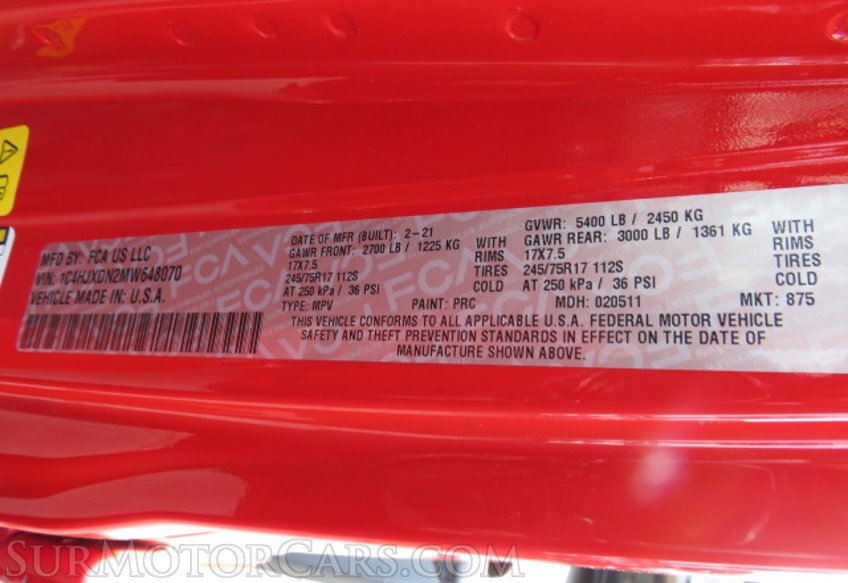 MFD BY: FCA US LLC
VIN: 1C4HJXDN2MW648070
VEHICLE MADE IN: U.S.A.
DATE OF MFR (BUILT): 2-21
GAWR FRONT: 2700 LB / 1225 KG WITH
17X7.5 RIMS
245/75R17 112S TIRES
AT 250 kPa / 36 PSI COLD
GVWR: 5400 LB / 2450 KG
GAWR REAR: 3000 LB / 1361 KG WITH
17X7.5 RIMS
245/75R17 112S TIRES
AT 250 kPa / 36 PSI COLD
TYPE: MPV PAINT: PRC MDH: 020511 MKT: 875
THIS VEHICLE CONFORMS TO ALL APPLICABLE U.S.A. FEDERAL MOTOR VEHICLE
SAFETY AND THEFT PREVENTION STANDARDS IN EFFECT ON THE DATE OF
MANUFACTURE SHOWN ABOVE.
SurMotorCars.com